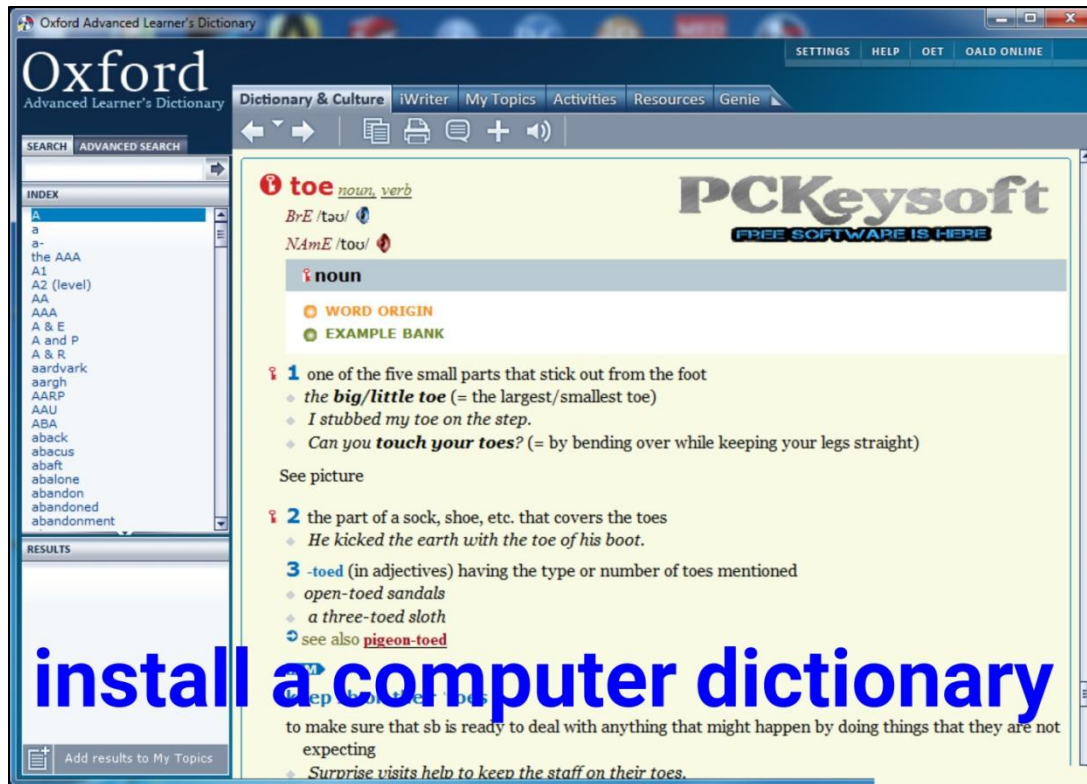 Oxford Advanced Learner's Dictionary
SETTINGS HELP OET OALD ONLINE
Oxford
Advanced Learner's Dictionary
Dictionary & Culture iWriter My Topics Activities Resources Genie
SEARCH ADVANCED SEARCH
INDEX
A
a
a-
the AAA
A1
A2 (level)
AA
AAA
A & E
A and P
A & R
aardvark
aargh
AARP
AAU
ABA
aback
abacus
abaft
abalone
abandon
abandoned
abandonment
RESULTS
Add results to My Topics
toe noun, verb
BrE /təʊ/
NAmE /toʊ/
PCKeysoft
FREE SOFTWARE IS HERE
noun
WORD ORIGIN
EXAMPLE BANK
1 one of the five small parts that stick out from the foot
the big/little toe (= the largest/smallest toe)
I stubbed my toe on the step.
Can you touch your toes? (= by bending over while keeping your legs straight)
See picture
2 the part of a sock, shoe, etc. that covers the toes
He kicked the earth with the toe of his boot.
3 -toed (in adjectives) having the type or number of toes mentioned
open-toed sandals
a three-toed sloth
see also pigeon-toed
install a computer dictionary
toes
to make sure that sb is ready to deal with anything that might happen by doing things that they are not
expecting
Surprise visits help to keep the staff on their toes.